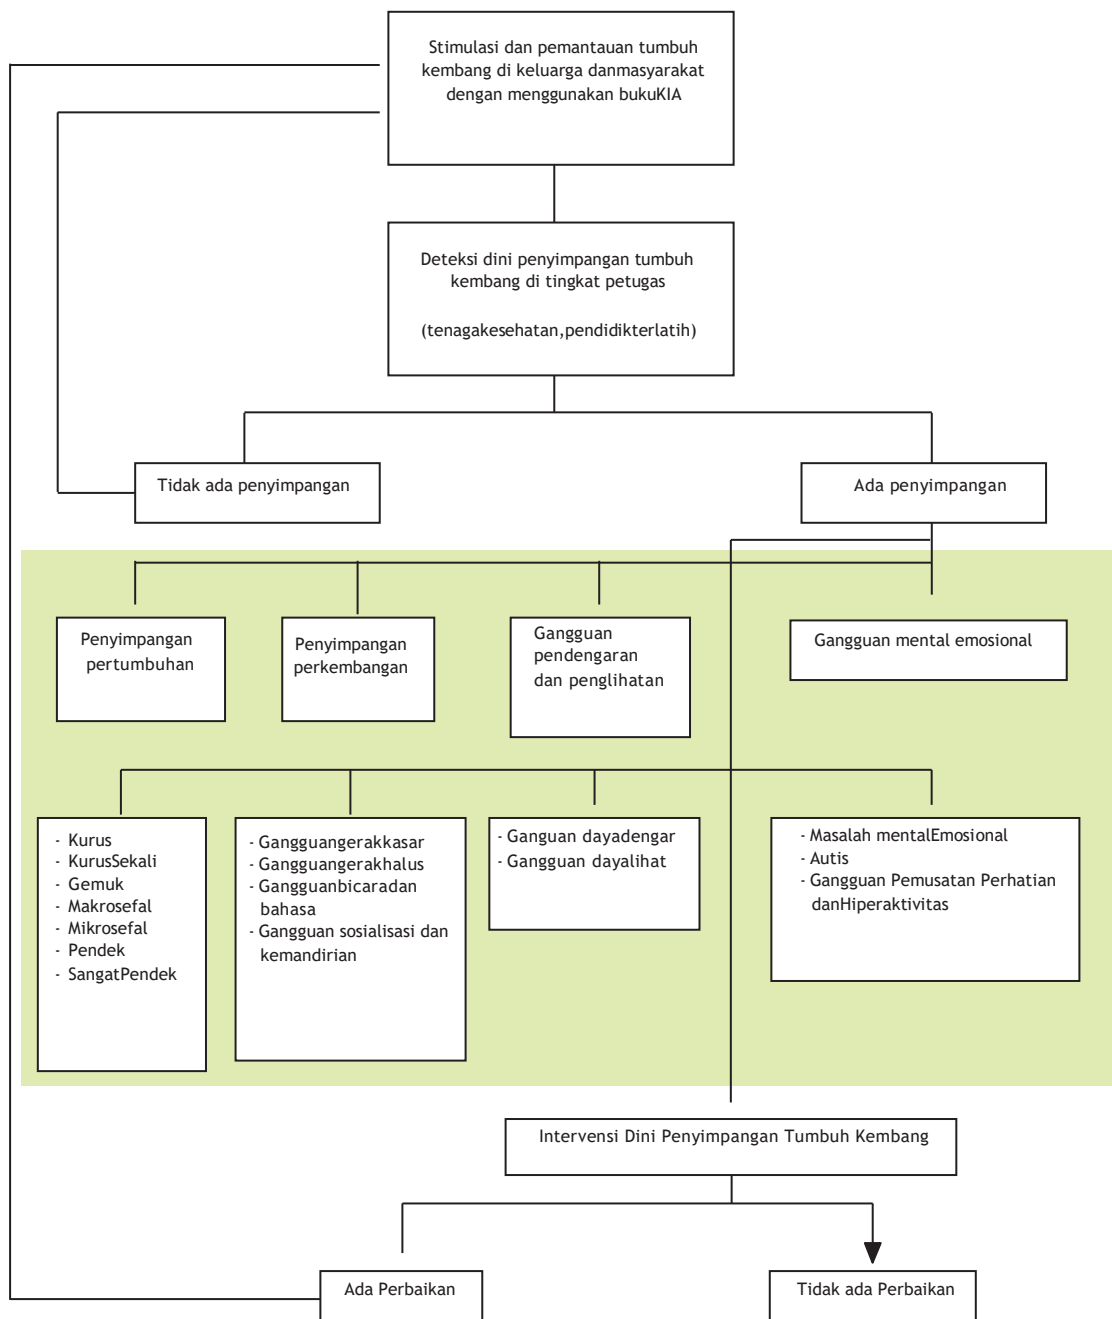 Stimulasi dan pemantauan tumbuh
kembang di keluarga danmasyarakat
dengan menggunakan bukuKIA
Deteksi dini penyimpangan tumbuh
kembang di tingkat petugas
(tenagakesehatan,pendidikterlatih)
Tidak ada penyimpangan
Ada penyimpangan
Penyimpangan
pertumbuhan
Penyimpangan
perkembangan
Gangguan
pendengaran
dan penglihatan
Gangguan mental emosional
- Kurus
- KurusSekali
- Gemuk
- Makrosefal
- Mikrosefal
- Pendek
- SangatPendek
- Gangguangerakkasar
- Gangguangerakhalus
- Gangguanbicaradan
bahasa
- Gangguan sosialisasi dan
kemandirian
- Ganguan dayadengar
- Gangguan dayalihat
- Masalah mentalEmosional
- Autis
- Gangguan Pemusatan Perhatian
danHiperaktivitas
Intervensi Dini Penyimpangan Tumbuh Kembang
Ada Perbaikan
Tidak ada Perbaikan